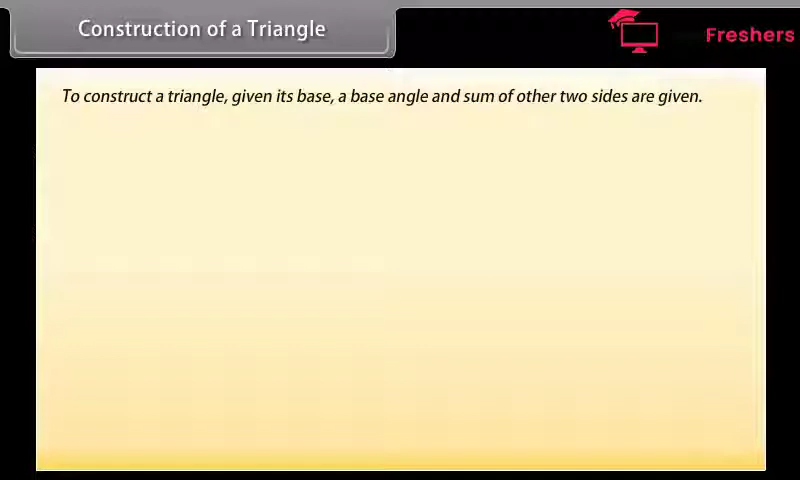 Construction of a Triangle
Freshers
To construct a triangle, given its base, a base angle and sum of other two sides are given.